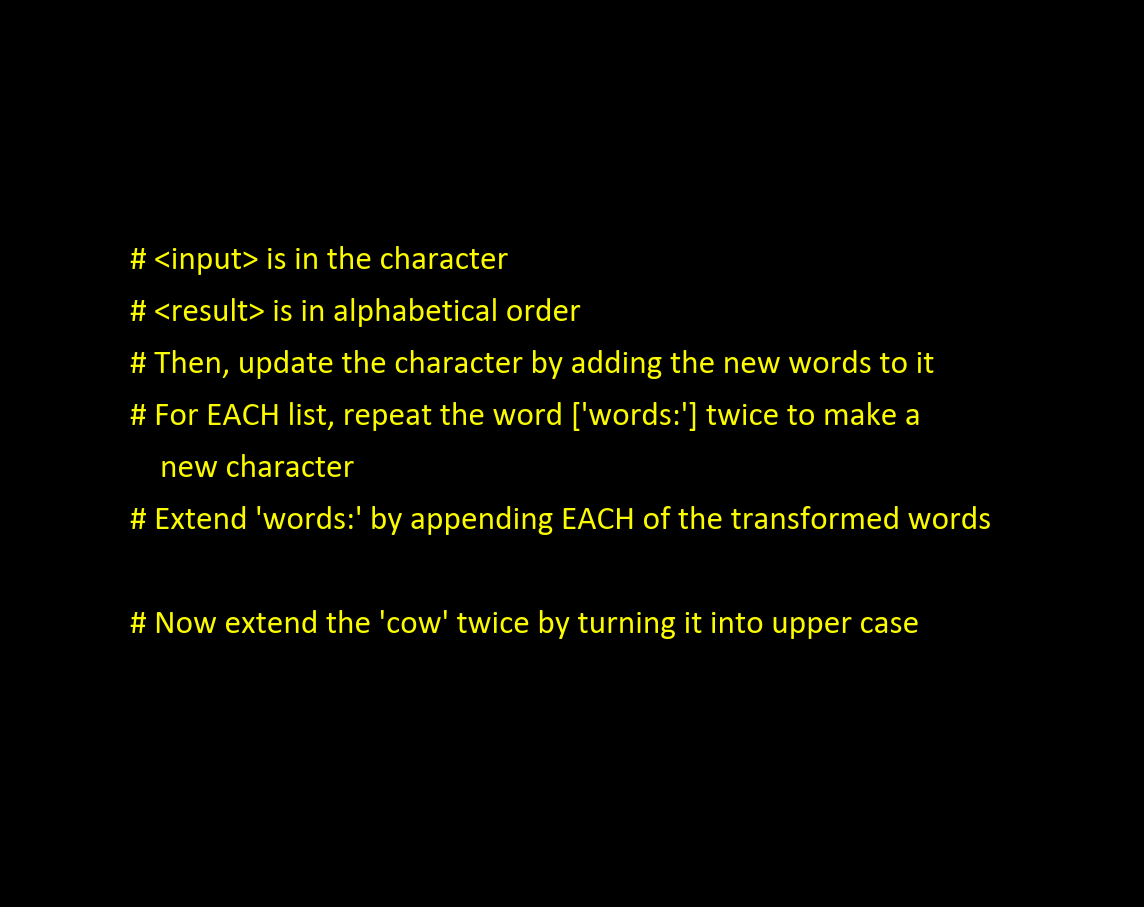 # <input> is in the character
# <result> is in alphabetical order
# Then, update the character by adding the new words to it
# For EACH list, repeat the word ['words:'] twice to make a
new character
# Extend 'words:' by appending EACH of the transformed words
# Now extend the 'cow' twice by turning it into upper case